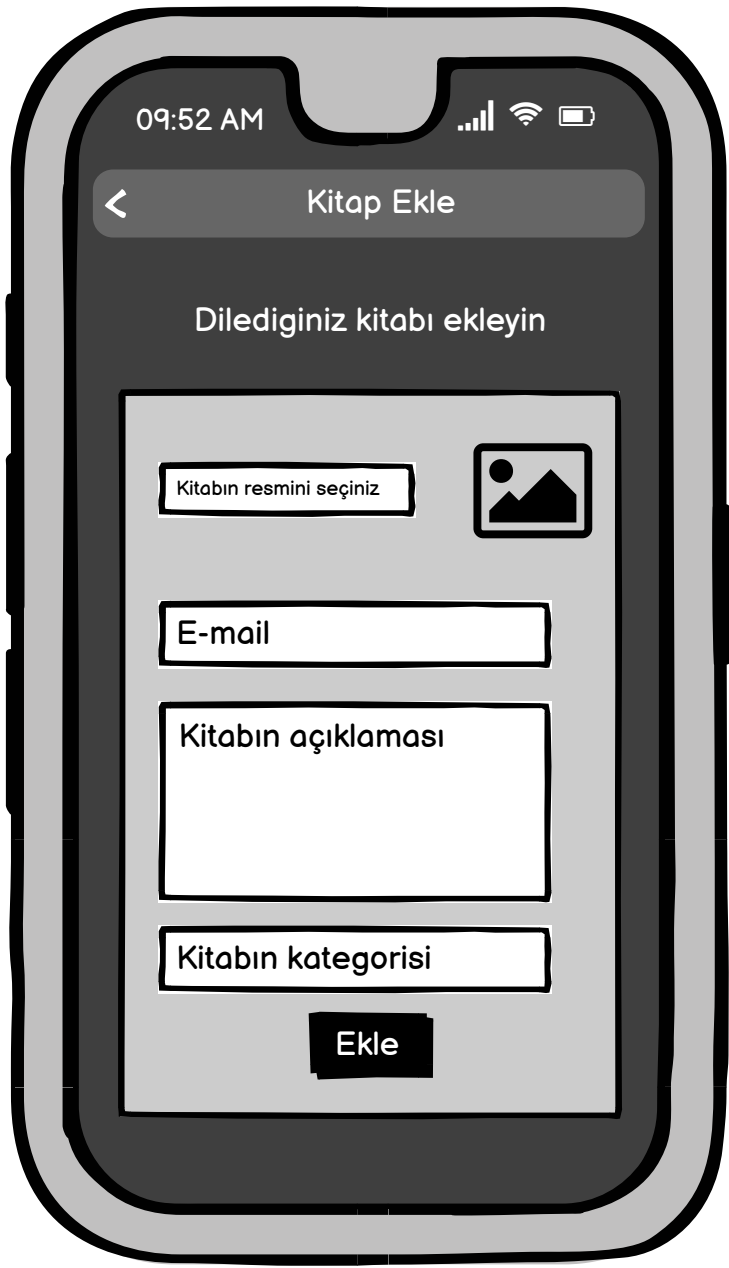 09:52 AM
Kitap Ekle
Dilediginiz kitabı ekleyin
Kitabın resmini seçiniz
E-mail
Kitabın açıklaması
Kitabın kategorisi
Ekle